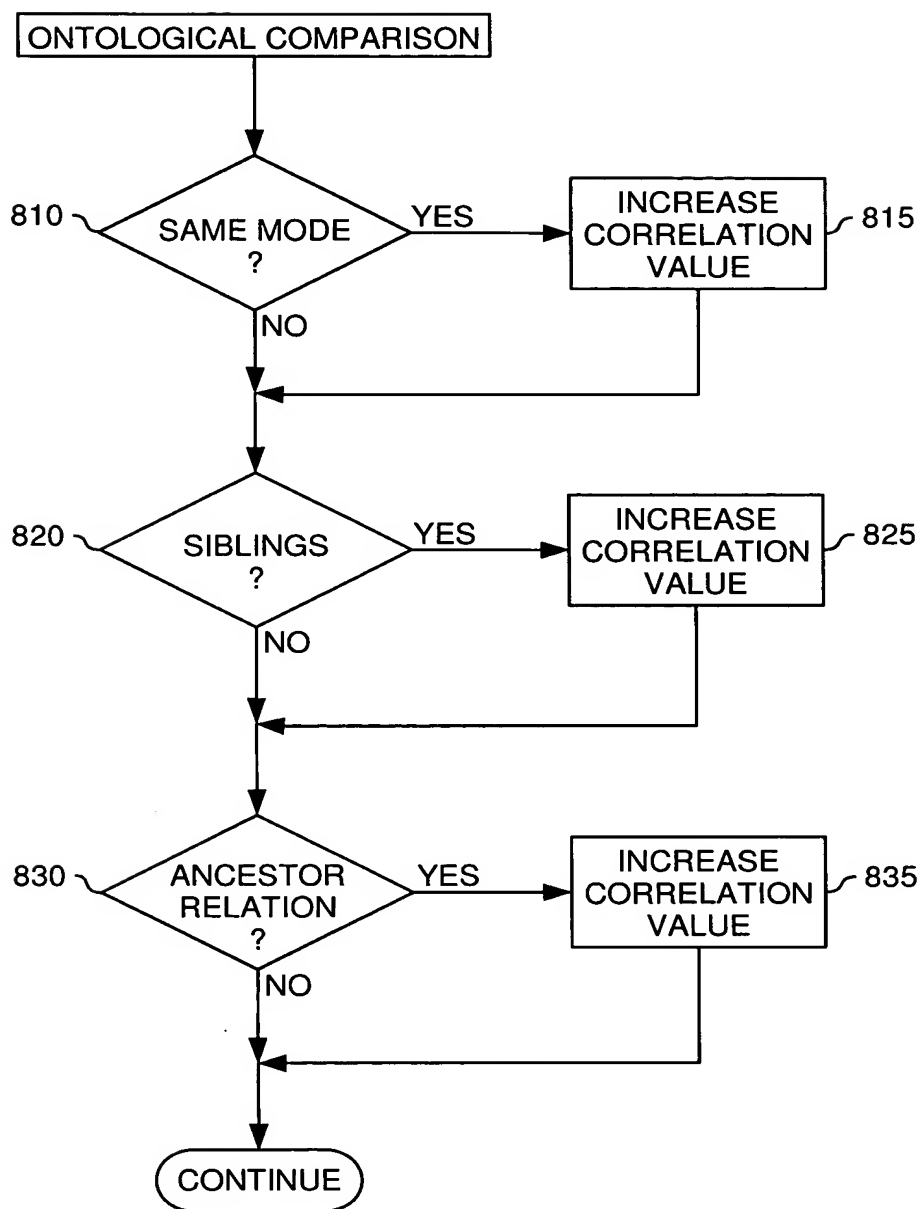 ONTOLOGICAL COMPARISON
810
SAME MODE
?
YES
INCREASE
CORRELATION
VALUE
815
NO
820
SIBLINGS
?
YES
INCREASE
CORRELATION
VALUE
825
NO
830
ANCESTOR
RELATION
?
YES
INCREASE
CORRELATION
VALUE
835
NO
CONTINUE